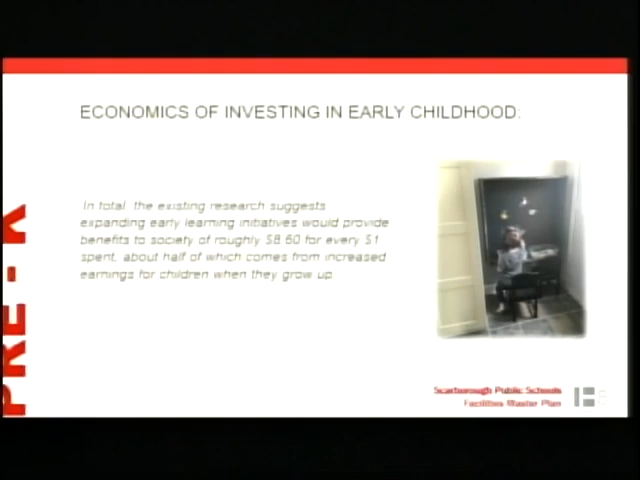 ECONOMICS OF INVESTING IN EARLY CHILDHOOD:
In total, the existing research suggests
expanding early learning initiatives would provide
benefits to society of roughly $8.60 for every $1
spent, about half of which comes from increased
earnings for children when they grow up.
PRE - K
Scarborough Public Schools
Facilities Master Plan